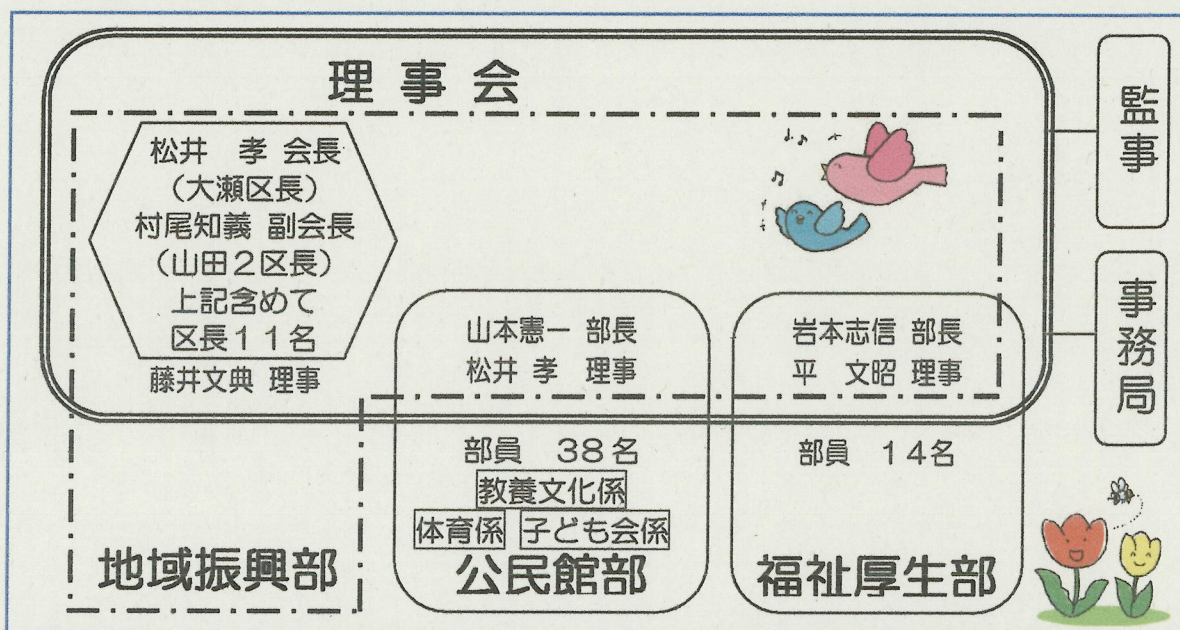 理事会
松井 孝 会長
(大瀬区長)
村尾知義 副会長
(山田2区長)
上記含めて
区長11名
藤井文典 理事
山本憲一 部長
松井 孝 理事
岩本志信 部長
平 文昭 理事
監事
事務局
部員 38名
教養文化係
体育係 子ども会係
公民館部
部員 14名
福祉厚生部
地域振興部